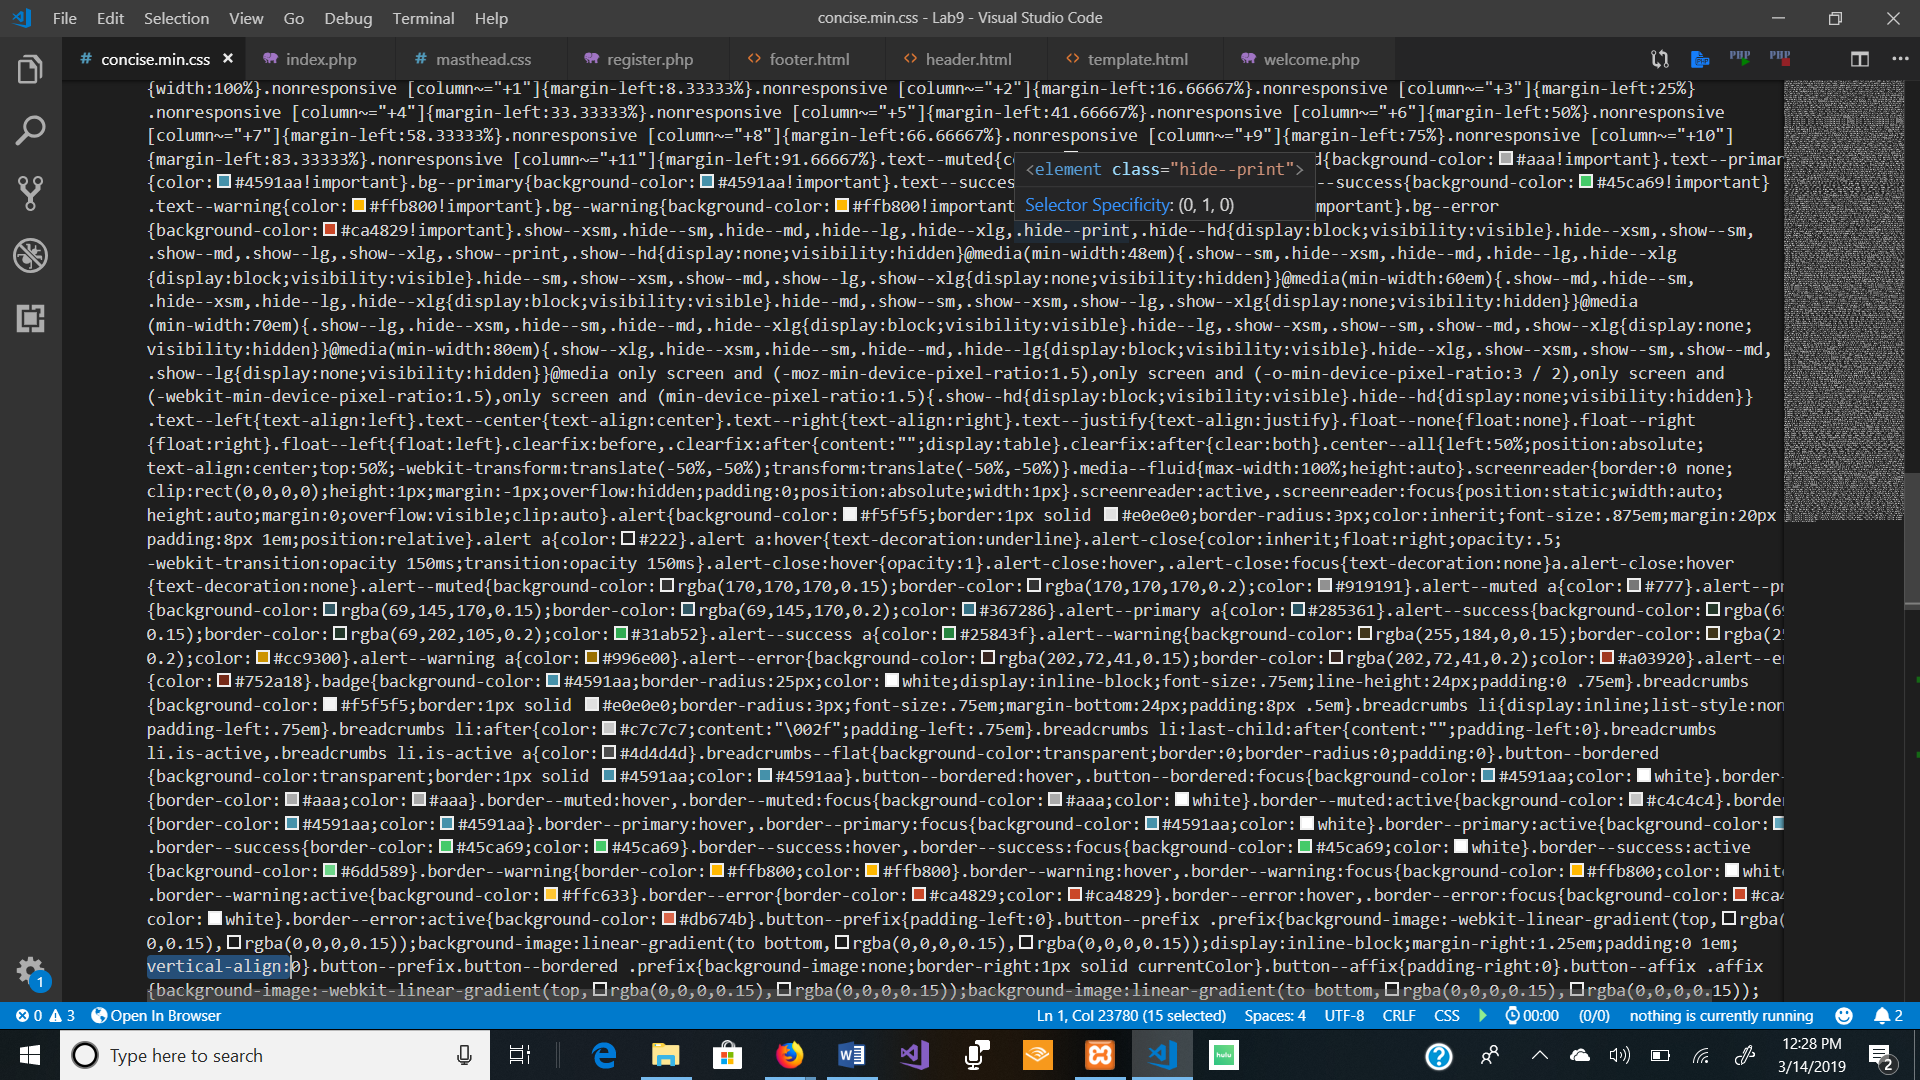 File Edit Selection View Go Debug Terminal Help
concise.min.css - Lab9 - Visual Studio Code
# concise.min.css × index.php # masthead.css register.php <> footer.html <> header.html <> template.html welcome.php
PHP PHP
{width:100%}.nonresponsive [column~="+1"]{margin-left:8.33333%}.nonresponsive [column~="+2"]{margin-left:16.66667%}.nonresponsive [column~="+3"]{margin-left:25%}
.nonresponsive [column~="+4"]{margin-left:33.33333%}.nonresponsive [column~="+5"]{margin-left:41.66667%}.nonresponsive [column~="+6"]{margin-left:50%}.nonresponsive
[column~="+7"]{margin-left:58.33333%}.nonresponsive [column~="+8"]{margin-left:66.66667%}.nonresponsive [column~="+9"]{margin-left:75%}.nonresponsive [column~="+10"]
{margin-left:83.33333%}.nonresponsive [column~="+11"]{margin-left:91.66667%}.text--muted{c d{background-color: #aaa!important}.text--primar
<element class="hide--print">
{color: #4591aa!important}.bg--primary{background-color: #4591aa!important}.text--succes --success{background-color: #45ca69!important}
Selector Specificity: (0, 1, 0)
.text--warning{color: #ffb800!important}.bg--warning{background-color: #ffb800!important mportant}.bg--error
{background-color: #ca4829!important}.show--xsm,.hide--sm,.hide--md,.hide--lg,.hide--xlg,.hide--print,.hide--hd{display:block;visibility:visible}.hide--xsm,.show--sm,
.show--md,.show--lg,.show--xlg,.show--print,.show--hd{display:none;visibility:hidden}@media(min-width:48em){.show--sm,.hide--xsm,.hide--md,.hide--lg,.hide--xlg
{display:block;visibility:visible}.hide--sm,.show--xsm,.show--md,.show--lg,.show--xlg{display:none;visibility:hidden}}@media(min-width:60em){.show--md,.hide--sm,
.hide--xsm,.hide--lg,.hide--xlg{display:block;visibility:visible}.hide--md,.show--sm,.show--xsm,.show--lg,.show--xlg{display:none;visibility:hidden}}@media
(min-width:70em){.show--lg,.hide--xsm,.hide--sm,.hide--md,.hide--xlg{display:block;visibility:visible}.hide--lg,.show--xsm,.show--sm,.show--md,.show--xlg{display:none;
visibility:hidden}}@media(min-width:80em){.show--xlg,.hide--xsm,.hide--sm,.hide--md,.hide--lg{display:block;visibility:visible}.hide--xlg,.show--xsm,.show--sm,.show--md,
.show--lg{display:none;visibility:hidden}}@media only screen and (-moz-min-device-pixel-ratio:1.5),only screen and (-o-min-device-pixel-ratio:3 / 2),only screen and
(-webkit-min-device-pixel-ratio:1.5),only screen and (min-device-pixel-ratio:1.5){.show--hd{display:block;visibility:visible}.hide--hd{display:none;visibility:hidden}}
.text--left{text-align:left}.text--center{text-align:center}.text--right{text-align:right}.text--justify{text-align:justify}.float--none{float:none}.float--right
{float:right}.float--left{float:left}.clearfix:before,.clearfix:after{content:"";display:table}.clearfix:after{clear:both}.center--all{left:50%;position:absolute;
text-align:center;top:50%;-webkit-transform:translate(-50%,-50%);transform:translate(-50%,-50%)}.media--fluid{max-width:100%;height:auto}.screenreader{border:0 none;
clip:rect(0,0,0,0);height:1px;margin:-1px;overflow:hidden;padding:0;position:absolute;width:1px}.screenreader:active,.screenreader:focus{position:static;width:auto;
height:auto;margin:0;overflow:visible;clip:auto}.alert{background-color: #f5f5f5;border:1px solid #e0e0e0;border-radius:3px;color:inherit;font-size:.875em;margin:20px
padding:8px 1em;position:relative}.alert a{color: #222}.alert a:hover{text-decoration:underline}.alert-close{color:inherit;float:right;opacity:.5;
-webkit-transition:opacity 150ms;transition:opacity 150ms}.alert-close:hover{opacity:1}.alert-close:hover,.alert-close:focus{text-decoration:none}a.alert-close:hover
{text-decoration:none}.alert--muted{background-color: rgba(170,170,170,0.15);border-color: rgba(170,170,170,0.2);color: #919191}.alert--muted a{color: #777}.alert--pr
{background-color: rgba(69,145,170,0.15);border-color: rgba(69,145,170,0.2);color: #367286}.alert--primary a{color: #285361}.alert--success{background-color: rgba(69
0.15);border-color: rgba(69,202,105,0.2);color: #31ab52}.alert--success a{color: #25843f}.alert--warning{background-color: rgba(255,184,0,0.15);border-color: rgba(25
0.2);color: #cc9300}.alert--warning a{color: #996e00}.alert--error{background-color: rgba(202,72,41,0.15);border-color: rgba(202,72,41,0.2);color: #a03920}.alert--er
{color: #752a18}.badge{background-color: #4591aa;border-radius:25px;color: white;display:inline-block;font-size:.75em;line-height:24px;padding:0 .75em}.breadcrumbs
{background-color: #f5f5f5;border:1px solid #e0e0e0;border-radius:3px;font-size:.75em;margin-bottom:24px;padding:8px .5em}.breadcrumbs li{display:inline;list-style:non
padding-left:.75em}.breadcrumbs li:after{color: #c7c7c7;content:"\002f";padding-left:.75em}.breadcrumbs li:last-child:after{content:"";padding-left:0}.breadcrumbs
li.is-active,.breadcrumbs li.is-active a{color: #4d4d4d}.breadcrumbs--flat{background-color:transparent;border:0;border-radius:0;padding:0}.button--bordered
{background-color:transparent;border:1px solid #4591aa;color: #4591aa}.button--bordered:hover,.button--bordered:focus{background-color: #4591aa;color: white}.border-
{border-color: #aaa;color: #aaa}.border--muted:hover,.border--muted:focus{background-color: #aaa;color: white}.border--muted:active{background-color: #c4c4c4}.border
{border-color: #4591aa;color: #4591aa}.border--primary:hover,.border--primary:focus{background-color: #4591aa;color: white}.border--primary:active{background-color:
.border--success{border-color: #45ca69;color: #45ca69}.border--success:hover,.border--success:focus{background-color: #45ca69;color: white}.border--success:active
{background-color: #6dd589}.border--warning{border-color: #ffb800;color: #ffb800}.border--warning:hover,.border--warning:focus{background-color: #ffb800;color: white
.border--warning:active{background-color: #ffc633}.border--error{border-color: #ca4829;color: #ca4829}.border--error:hover,.border--error:focus{background-color: #ca4
color: white}.border--error:active{background-color: #db674b}.button--prefix{padding-left:0}.button--prefix .prefix{background-image:-webkit-linear-gradient(top, rgba(
0,0.15), rgba(0,0,0,0.15));background-image:linear-gradient(to bottom, rgba(0,0,0,0.15), rgba(0,0,0,0.15));display:inline-block;margin-right:1.25em;padding:0 1em;
vertical-align:0}.button--prefix.button--bordered .prefix{background-image:none;border-right:1px solid currentColor}.button--affix{padding-right:0}.button--affix .affix
{background-image:-webkit-linear-gradient(top, rgba(0,0,0,0.15), rgba(0,0,0,0.15));background-image:linear-gradient(to bottom, rgba(0,0,0,0.15), rgba(0,0,0,0.15));
1
0 3 Open In Browser Ln 1, Col 23780 (15 selected) Spaces: 4 UTF-8 CRLF CSS 00:00 (0/0) nothing is currently running 2
Type here to search
hulu
12:28 PM
3/14/2019
2